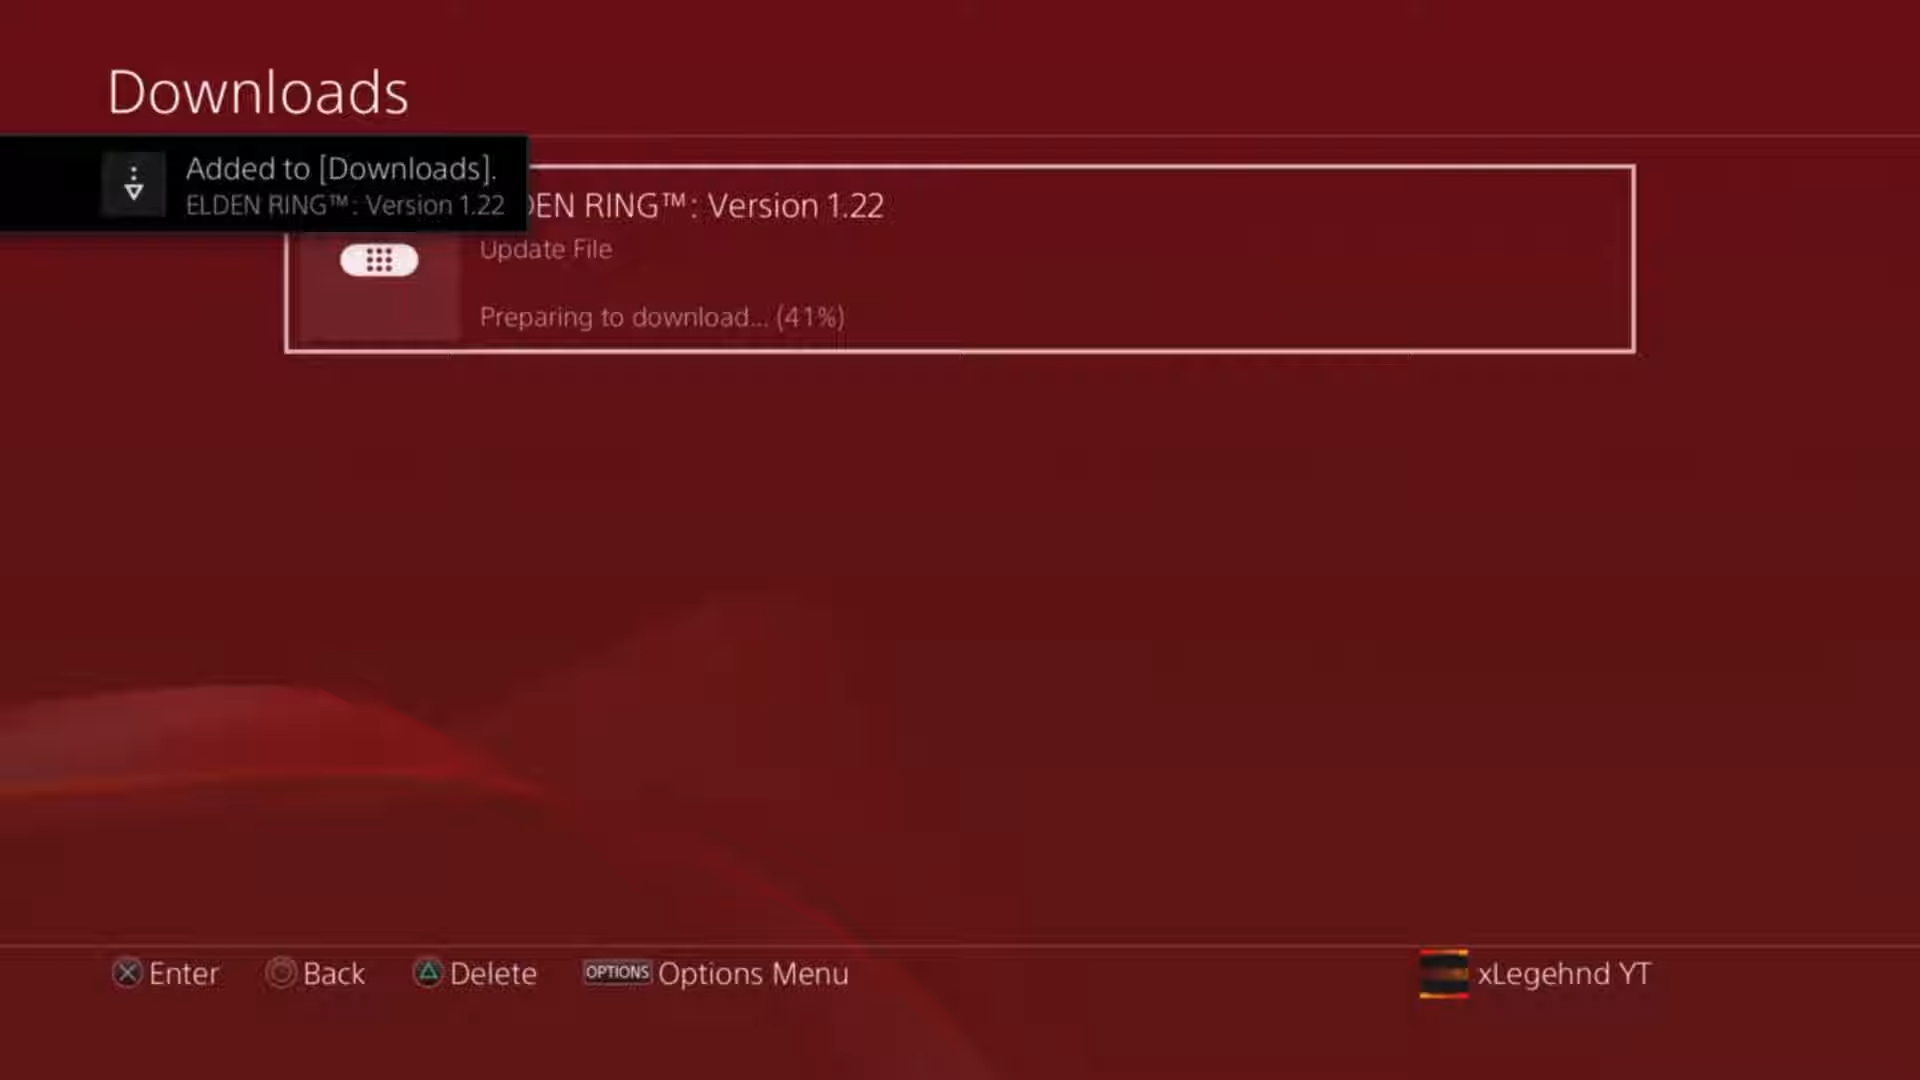 Downloads
Added to [Downloads].
ELDEN RING™: Version 1.22
DEN RING™: Version 1.22
Update File
Preparing to download... (41%)
Enter
Back
Delete
OPTIONS Options Menu
xLegehnd YT